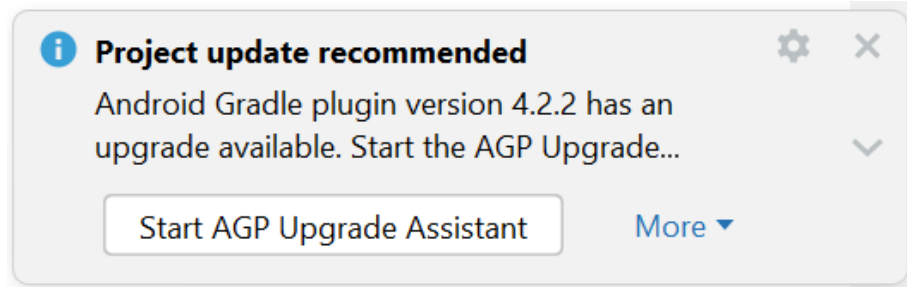 Project update recommended
Android Gradle plugin version 4.2.2 has an
upgrade available. Start the AGP Upgrade...
Start AGP Upgrade Assistant
More